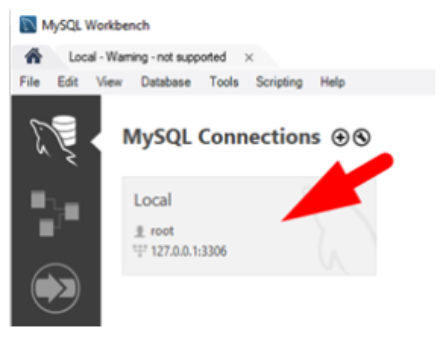 MySQL Workbench
Local - Warning - not supported
File Edit View Database Tools Scripting Help
MySQL Connections
Local
root
127.0.0.1:3306